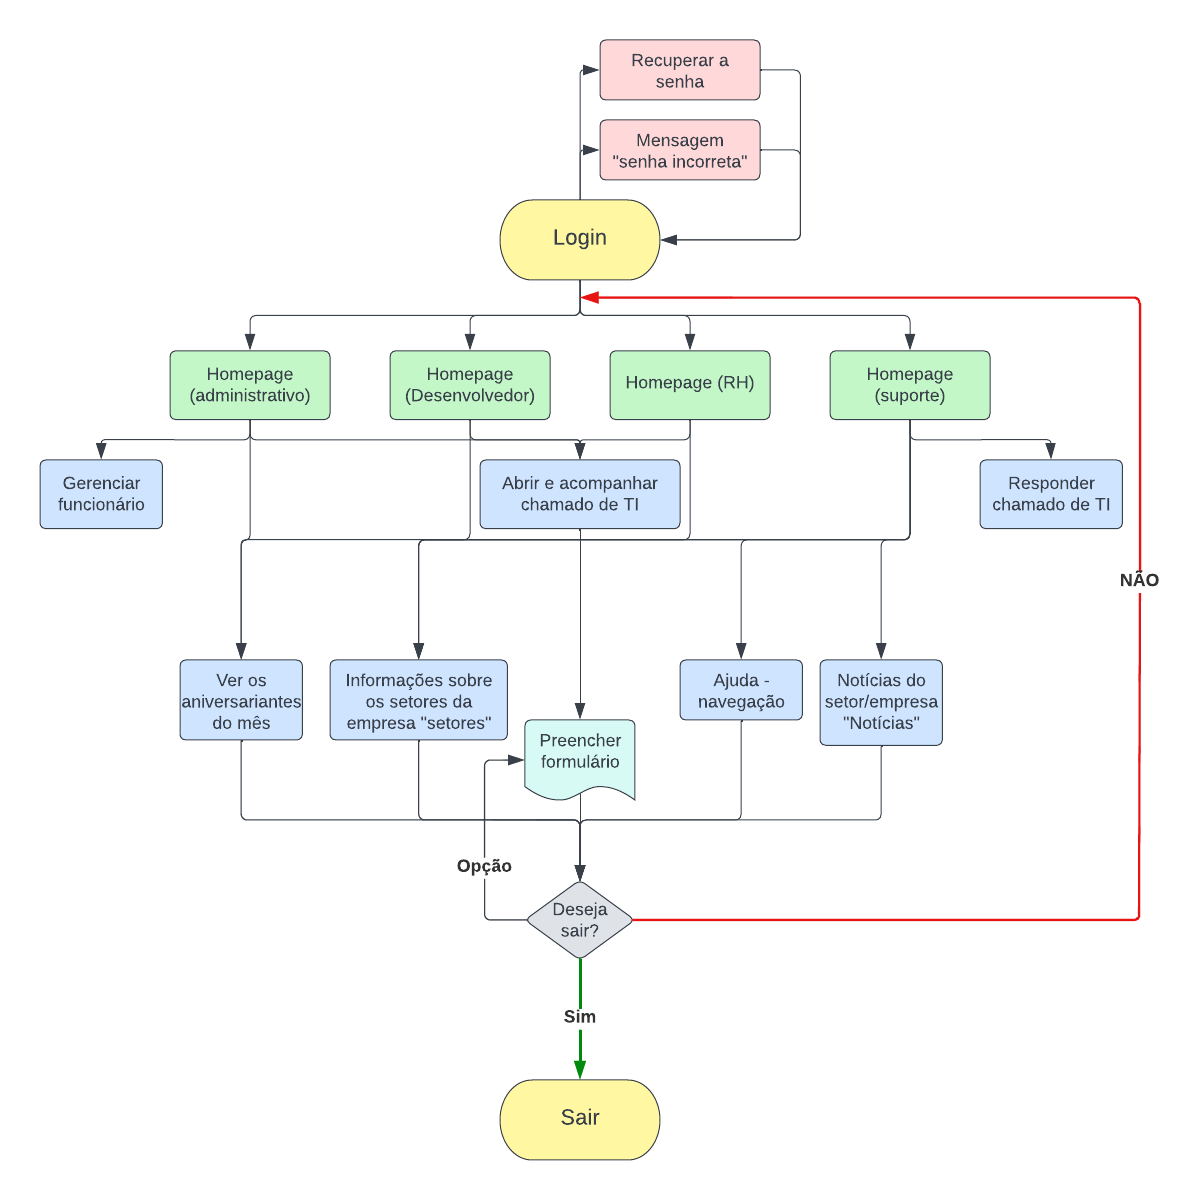 Recuperar a
senha
Mensagem
"senha incorreta"
Login
Homepage
(administrativo)
Homepage
(Desenvolvedor)
Homepage (RH)
Homepage
(suporte)
Gerenciar
funcionário
Abrir e acompanhar
chamado de TI
Responder
chamado de TI
NÃO
Ver os
aniversariantes
do mês
Informações sobre
os setores da
empresa "setores"
Ajuda -
navegação
Notícias do
setor/empresa
"Notícias"
Preencher
formulário
Opção
Deseja
sair?
Sim
Sair